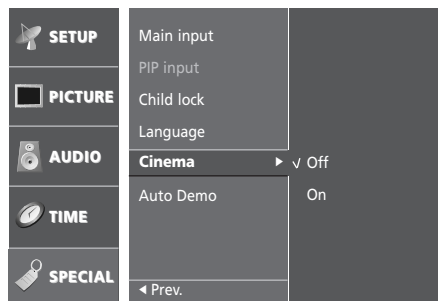 SETUP
PICTURE
AUDIO
TIME
SPECIAL
Main input
PIP input
Child lock
Language
Cinema ▶
Auto Demo
◀ Prev.
√ Off
On